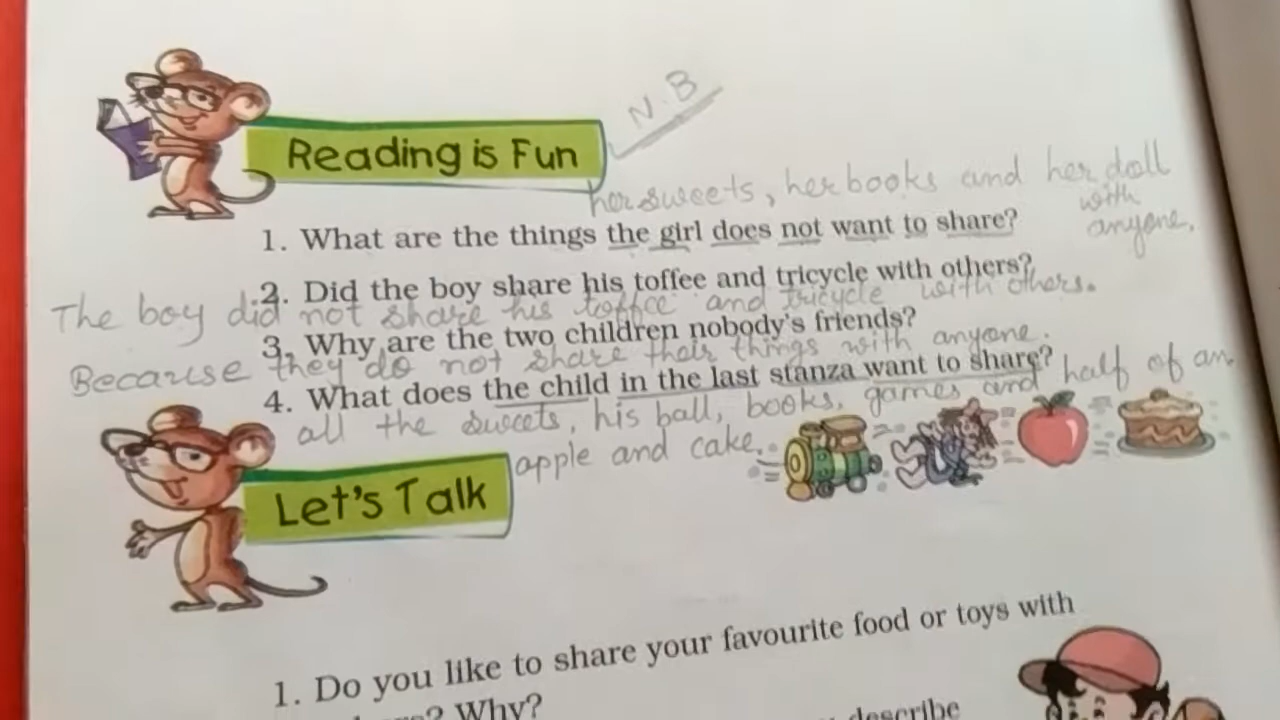 N.B
Reading is Fun
her sweets, her books and her doll
with
anyone.
1. What are the things the girl does not want to share?
2. Did the boy share his toffee and tricycle with others?
The boy did not share his toffee and tricycle with others.
3. Why are the two children nobody's friends?
Because they do not share their things with anyone.
4. What does the child in the last stanza want to share?
all the sweets, his ball, books, games and half of an
apple and cake.
Let's Talk
1. Do you like to share your favourite food or toys with
Why?
describe